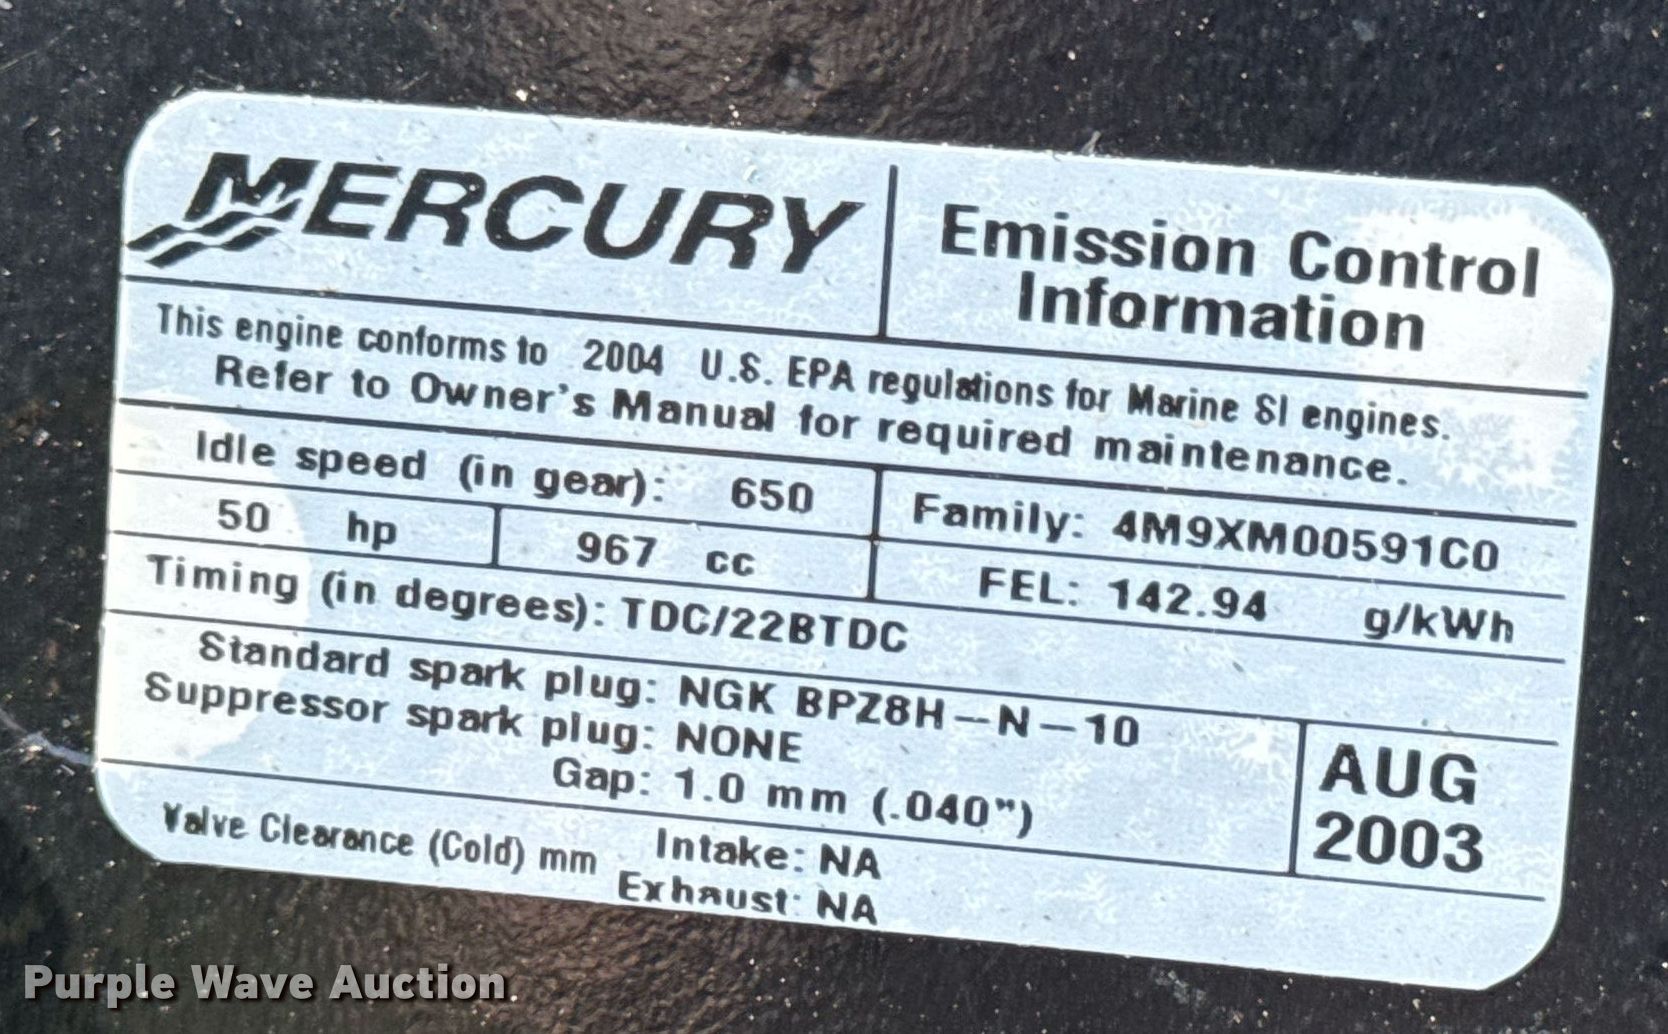 MERCURY
Emission Control
Information
This engine conforms to 2004 U.S. EPA regulations for Marine SI engines.
Refer to Owner's Manual for required maintenance.
Idle speed (in gear): 650
Family: 4M9XM00591C0
50 hp
967 cc
FEL: 142.94 g/kWh
Timing (in degrees): TDC/22BTDC
Standard spark plug: NGK BPZ8H-N-10
Suppressor spark plug: NONE
Gap: 1.0 mm (.040")
AUG
2003
Valve Clearance (Cold) mm
Intake: NA
Exhaust: NA
Purple Wave Auction